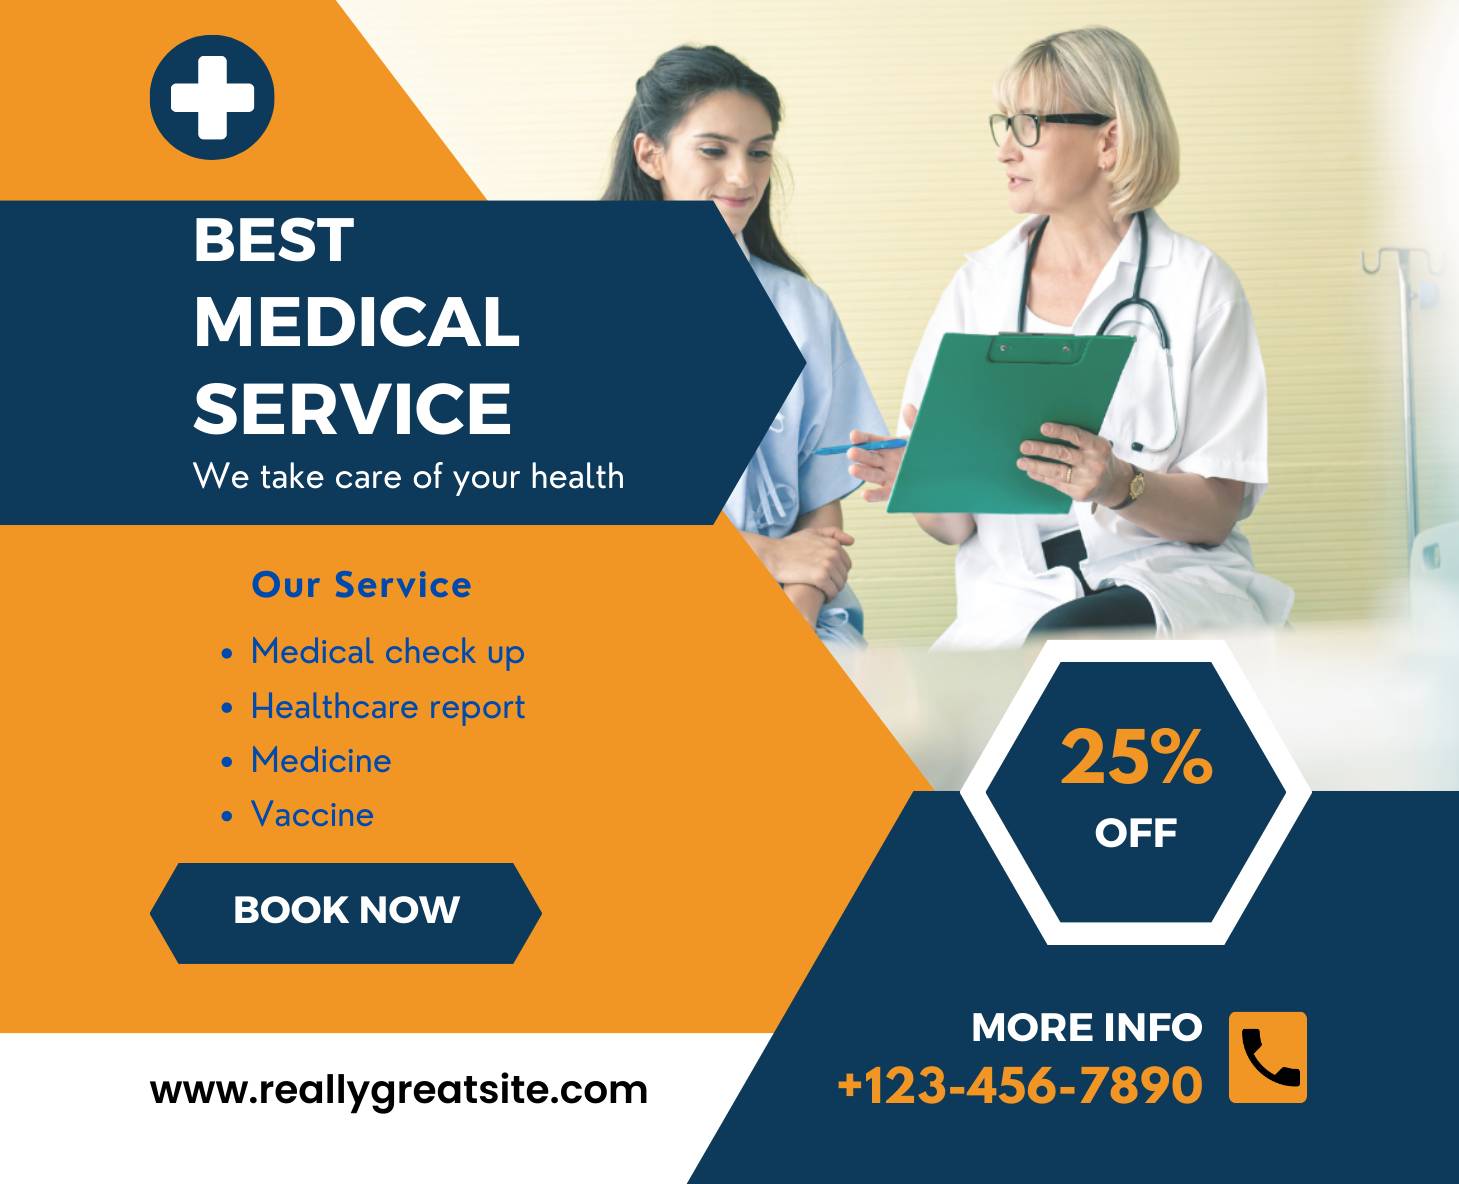 BEST
MEDICAL
SERVICE
We take care of your health
Our Service
• Medical check up
• Healthcare report
• Medicine
• Vaccine
BOOK NOW
25%
OFF
MORE INFO
+123-456-7890
www.reallygreatsite.com